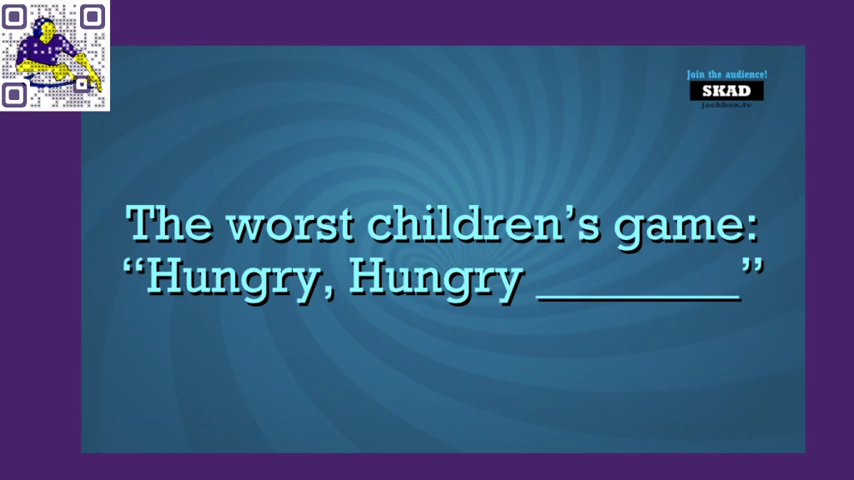 Join the audience!
SKAD
jackbox.tv
The worst children’s game:
“Hungry, Hungry ________”